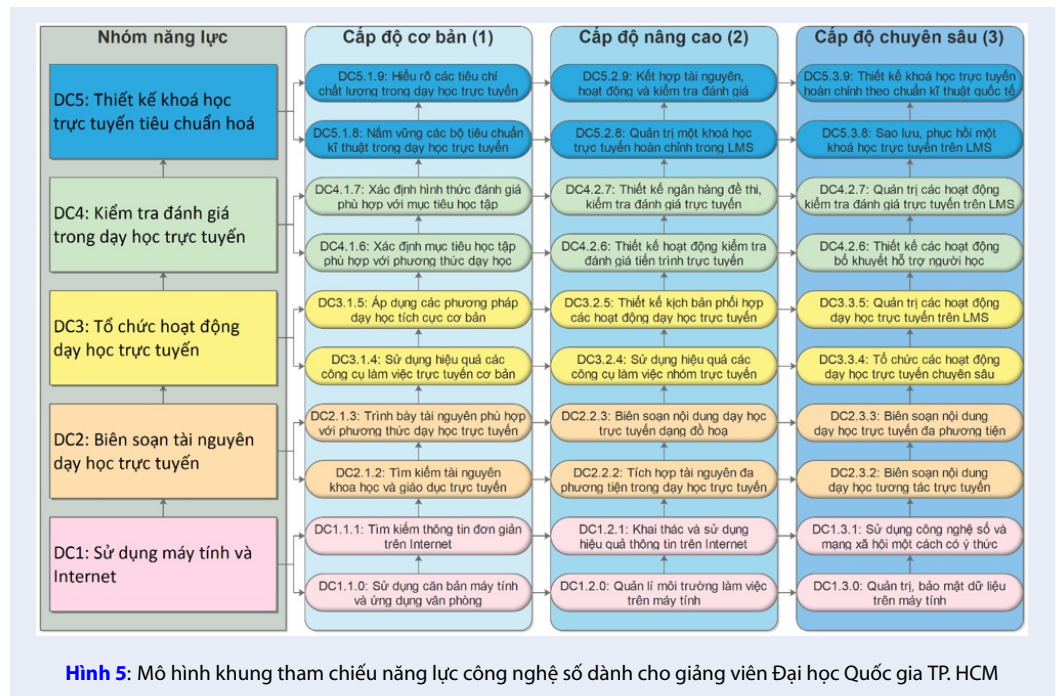 Nhóm năng lực
Cấp độ cơ bản (1)
Cấp độ nâng cao (2)
Cấp độ chuyên sâu (3)
DC5: Thiết kế khoá học
trực tuyến tiêu chuẩn hoá
DC5.1.9: Hiểu rõ các tiêu chí
chất lượng trong dạy học trực tuyến
DC5.2.9: Kết hợp tài nguyên,
hoạt động và kiểm tra đánh giá
DC5.3.9: Thiết kế khoá học trực tuyến
hoàn chỉnh theo chuẩn kĩ thuật quốc tế
DC5.1.8: Nắm vững các bộ tiêu chuẩn
kĩ thuật trong dạy học trực tuyến
DC5.2.8: Quản trị một khoá học
trực tuyến hoàn chỉnh trong LMS
DC5.3.8: Sao lưu, phục hồi một
khoá học trực tuyến trên LMS
DC4: Kiểm tra đánh giá
trong dạy học trực tuyến
DC4.1.7: Xác định hình thức đánh giá
phù hợp với mục tiêu học tập
DC4.2.7: Thiết kế ngân hàng đề thi,
kiểm tra đánh giá trực tuyến
DC4.2.7: Quản trị các hoạt động
kiểm tra đánh giá trực tuyến trên LMS
DC4.1.6: Xác định mục tiêu học tập
phù hợp với phương thức dạy học
DC4.2.6: Thiết kế hoạt động kiểm tra
đánh giá tiến trình trực tuyến
DC4.2.6: Thiết kế các hoạt động
bổ khuyết hỗ trợ người học
DC3: Tổ chức hoạt động
dạy học trực tuyến
DC3.1.5: Áp dụng các phương pháp
dạy học tích cực cơ bản
DC3.2.5: Thiết kế kịch bản phối hợp
các hoạt động dạy học trực tuyến
DC3.3.5: Quản trị các hoạt động
dạy học trực tuyến trên LMS
DC3.1.4: Sử dụng hiệu quả các
công cụ làm việc trực tuyến cơ bản
DC3.2.4: Sử dụng hiệu quả các
công cụ làm việc nhóm trực tuyến
DC3.3.4: Tổ chức các hoạt động
dạy học trực tuyến chuyên sâu
DC2: Biên soạn tài nguyên
dạy học trực tuyến
DC2.1.3: Trình bày tài nguyên phù hợp
với phương thức dạy học trực tuyến
DC2.2.3: Biên soạn nội dung dạy học
trực tuyến dạng đồ hoạ
DC2.3.3: Biên soạn nội dung
dạy học trực tuyến đa phương tiện
DC2.1.2: Tìm kiếm tài nguyên
khoa học và giáo dục trực tuyến
DC2.2.2: Tích hợp tài nguyên đa
phương tiện trong dạy học trực tuyến
DC2.3.2: Biên soạn nội dung
dạy học tương tác trực tuyến
DC1: Sử dụng máy tính và
Internet
DC1.1.1: Tìm kiếm thông tin đơn giản
trên Internet
DC1.2.1: Khai thác và sử dụng
hiệu quả thông tin trên Internet
DC1.3.1: Sử dụng công nghệ số và
mạng xã hội một cách có ý thức
DC1.1.0: Sử dụng căn bản máy tính
và ứng dụng văn phòng
DC1.2.0: Quản lí môi trường làm việc
trên máy tính
DC1.3.0: Quản trị, bảo mật dữ liệu
trên máy tính
Hình 5: Mô hình khung tham chiếu năng lực công nghệ số dành cho giảng viên Đại học Quốc gia TP. HCM